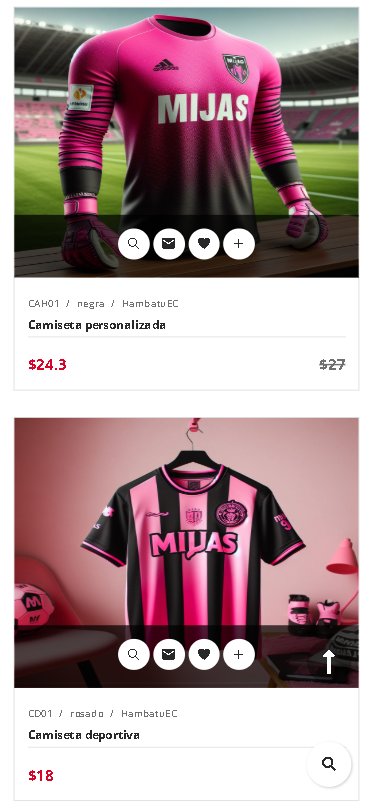 MIJAS
CAH01 / negra / HambatuEC
Camiseta personalizada
$24.3 $27
MIJAS
CD01 / rosado / HambatuEC
Camiseta deportiva
$18